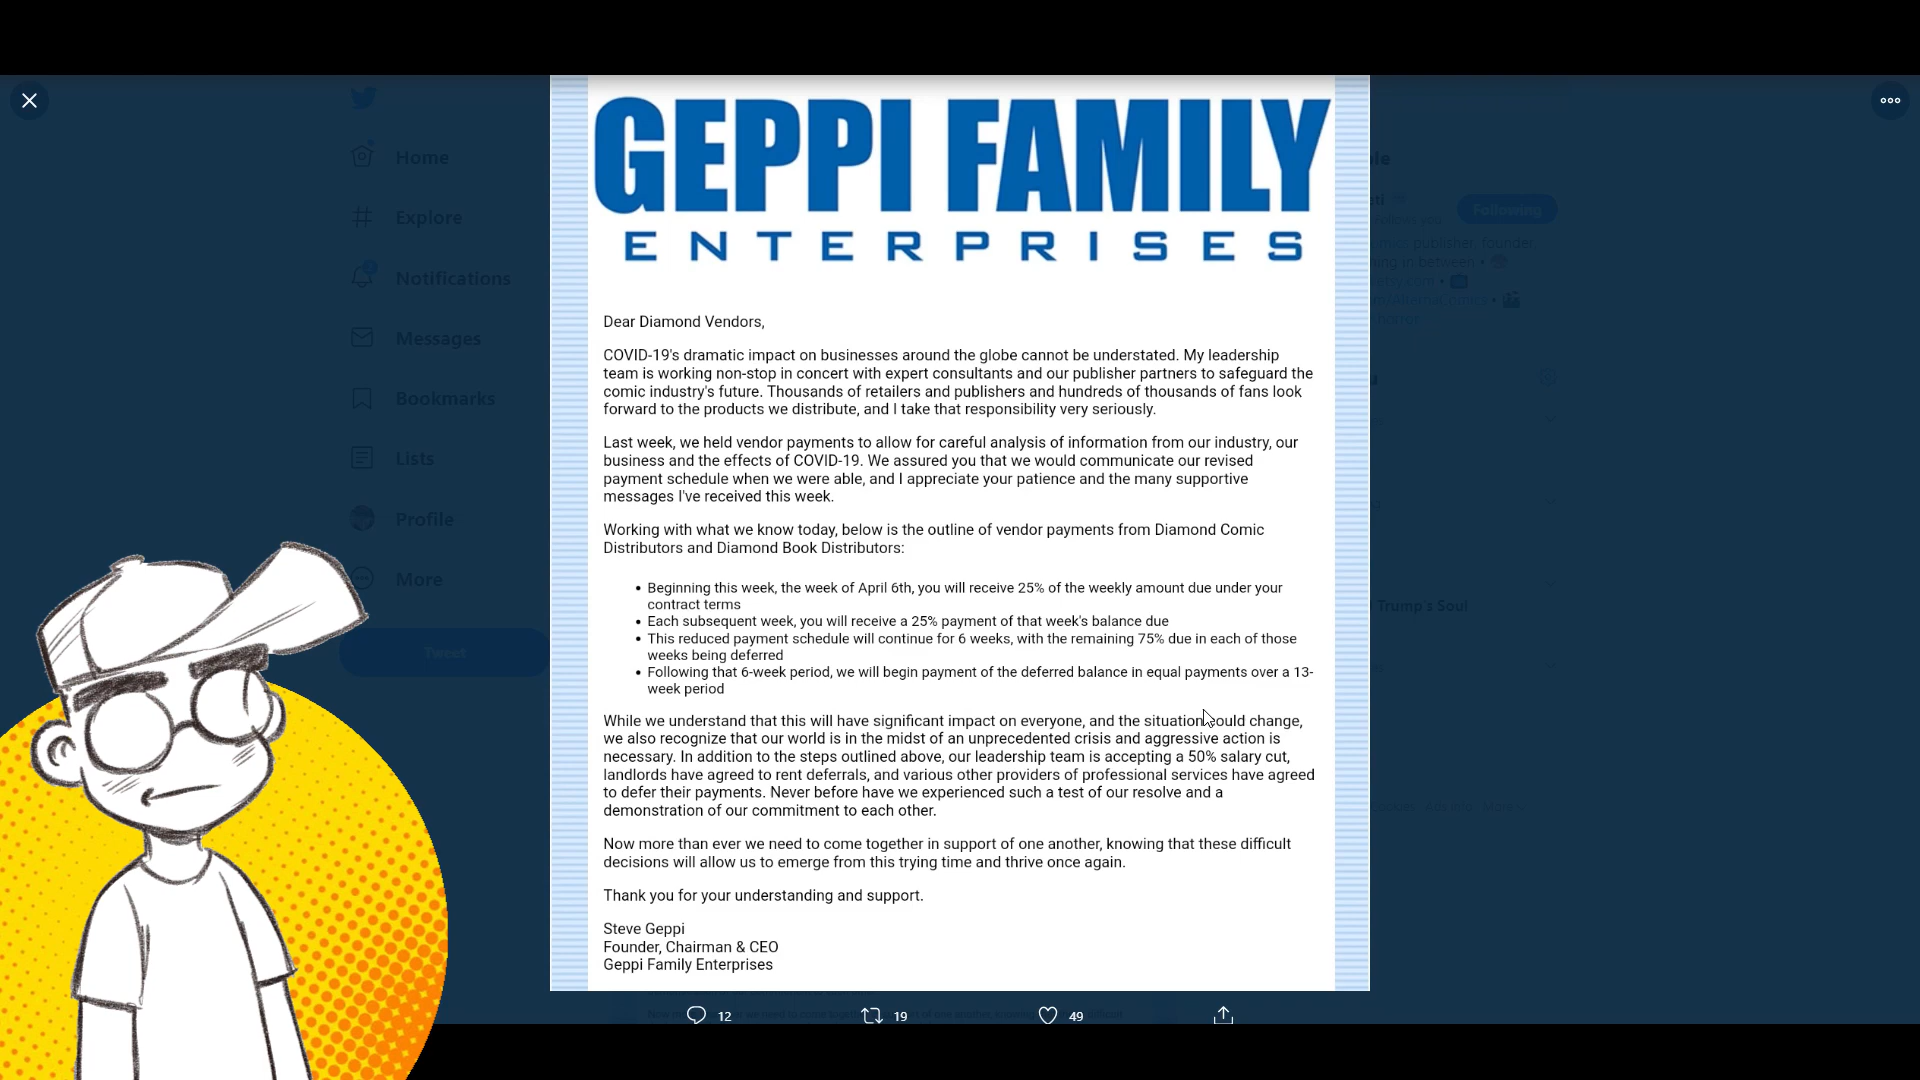 GEPPI FAMILY
ENTERPRISES
Home
Explore
Notifications
Messages
Bookmarks
Lists
Profile
More
Tweet
Dear Diamond Vendors,
COVID-19's dramatic impact on businesses around the globe cannot be understated. My leadership
team is working non-stop in concert with expert consultants and our publisher partners to safeguard the
comic industry's future. Thousands of retailers and publishers and hundreds of thousands of fans look
forward to the products we distribute, and I take that responsibility very seriously.
Last week, we held vendor payments to allow for careful analysis of information from our industry, our
business and the effects of COVID-19. We assured you that we would communicate our revised
payment schedule when we were able, and I appreciate your patience and the many supportive
messages I've received this week.
Working with what we know today, below is the outline of vendor payments from Diamond Comic
Distributors and Diamond Book Distributors:
• Beginning this week, the week of April 6th, you will receive 25% of the weekly amount due under your
contract terms
• Each subsequent week, you will receive a 25% payment of that week's balance due
• This reduced payment schedule will continue for 6 weeks, with the remaining 75% due in each of those
weeks being deferred
• Following that 6-week period, we will begin payment of the deferred balance in equal payments over a 13-
week period
While we understand that this will have significant impact on everyone, and the situation could change,
we also recognize that our world is in the midst of an unprecedented crisis and aggressive action is
necessary. In addition to the steps outlined above, our leadership team is accepting a 50% salary cut,
landlords have agreed to rent deferrals, and various other providers of professional services have agreed
to defer their payments. Never before have we experienced such a test of our resolve and a
demonstration of our commitment to each other.
Now more than ever we need to come together in support of one another, knowing that these difficult
decisions will allow us to emerge from this trying time and thrive once again.
Thank you for your understanding and support.
Steve Geppi
Founder, Chairman & CEO
Geppi Family Enterprises
12
19
49
Following
Follows you
publisher, founder
in between •
Trump's Soul